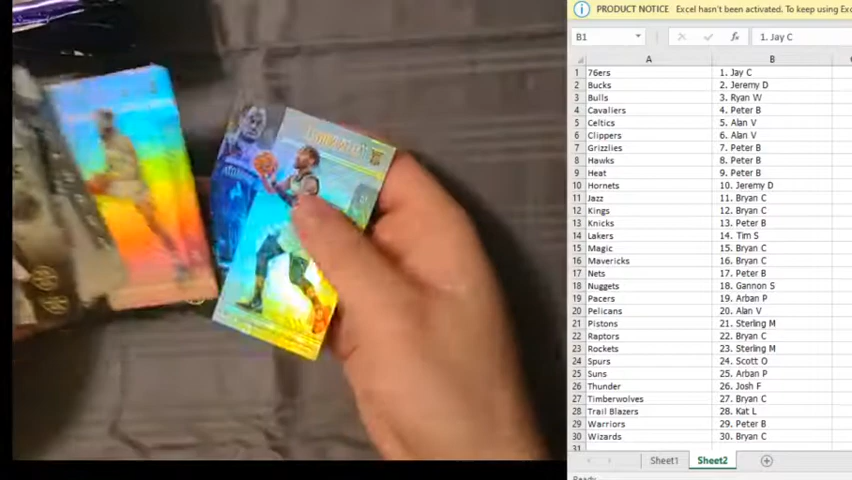 PRODUCT NOTICE Excel hasn't been activated. To keep using Exc
B1 fx 1. Jay C
A B
1 76ers 1. Jay C
2 Bucks 2. Jeremy D
3 Bulls 3. Ryan W
4 Cavaliers 4. Peter B
5 Celtics 5. Alan V
6 Clippers 6. Alan V
7 Grizzlies 7. Peter B
8 Hawks 8. Peter B
9 Heat 9. Peter B
10 Hornets 10. Jeremy D
11 Jazz 11. Bryan C
12 Kings 12. Bryan C
13 Knicks 13. Peter B
14 Lakers 14. Tim S
15 Magic 15. Bryan C
16 Mavericks 16. Bryan C
17 Nets 17. Peter B
18 Nuggets 18. Gannon S
19 Pacers 19. Arban P
20 Pelicans 20. Alan V
21 Pistons 21. Sterling M
22 Raptors 22. Bryan C
23 Rockets 23. Sterling M
24 Spurs 24. Scott O
25 Suns 25. Arban P
26 Thunder 26. Josh F
27 Timberwolves 27. Bryan C
28 Trail Blazers 28. Kat L
29 Warriors 29. Peter B
30 Wizards 30. Bryan C
31
Sheet1 Sheet2
Ready